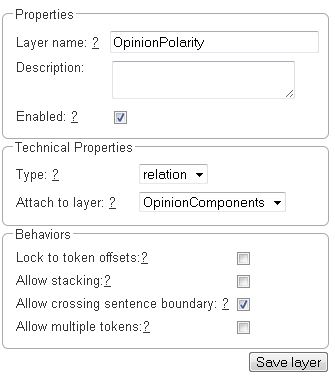 Properties
Layer name: ? OpinionPolarity
Description:
Enabled: ?
Technical Properties
Type: ? relation
Attach to layer: ? OpinionComponents
Behaviors
Lock to token offsets:?
Allow stacking:?
Allow crossing sentence boundary: ?
Allow multiple tokens:?
Save layer